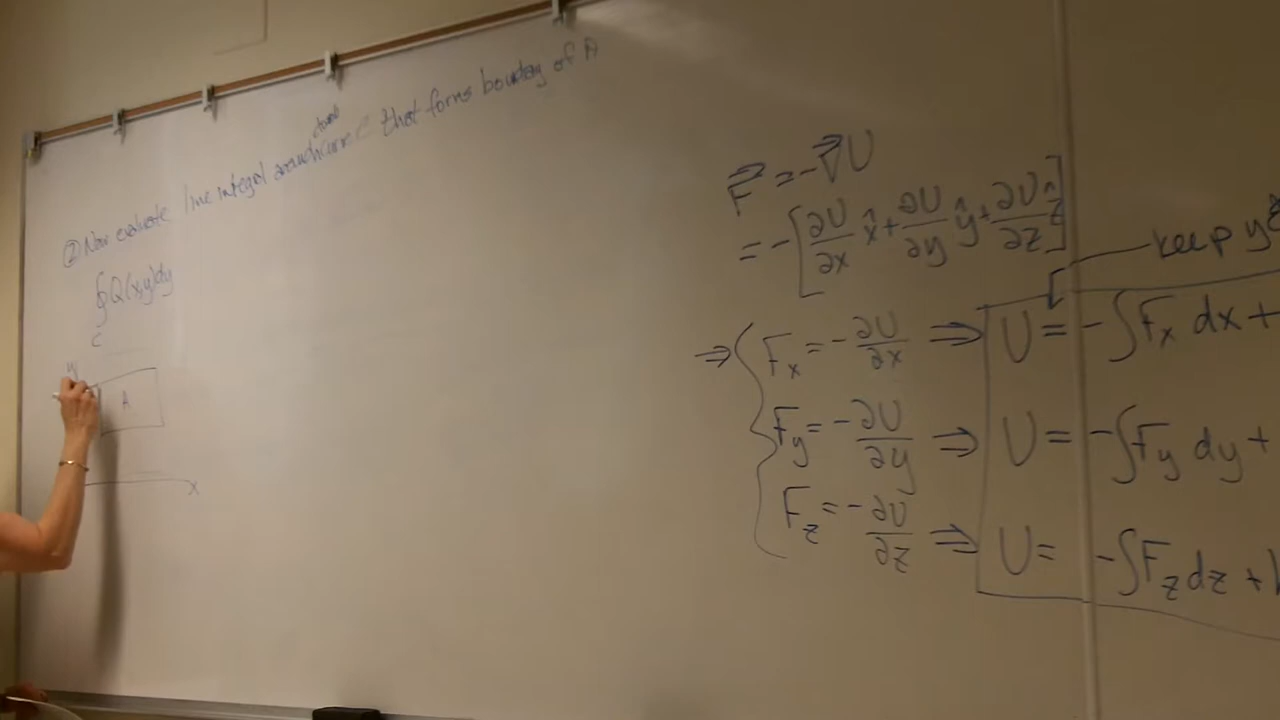 ② Now evaluate line integral around closed curve C that forms boundary of A
∮Q(x,y)dy
C
y
A
x
F⃗ = -∇⃗U
= -[∂U/∂x x̂ + ∂U/∂y ŷ + ∂U/∂z ẑ]
keep y
⇒ { Fx = -∂U/∂x ⇒ U = -∫Fx dx +
Fy = -∂U/∂y ⇒ U = -∫Fy dy +
Fz = -∂U/∂z ⇒ U = -∫Fz dz +